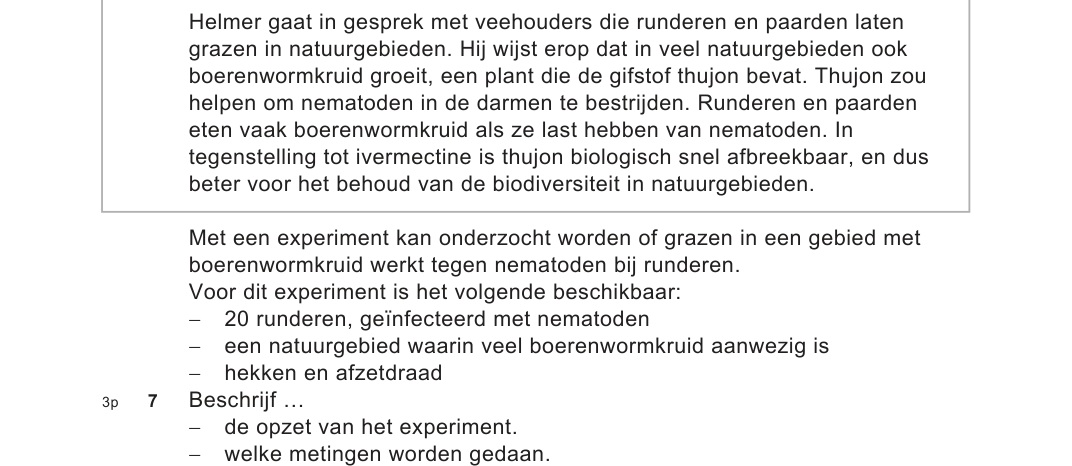 Helmer gaat in gesprek met veehouders die runderen en paarden laten
grazen in natuurgebieden. Hij wijst erop dat in veel natuurgebieden ook
boerenwormkruid groeit, een plant die de gifstof thujon bevat. Thujon zou
helpen om nematoden in de darmen te bestrijden. Runderen en paarden
eten vaak boerenwormkruid als ze last hebben van nematoden. In
tegenstelling tot ivermectine is thujon biologisch snel afbreekbaar, en dus
beter voor het behoud van de biodiversiteit in natuurgebieden.
Met een experiment kan onderzocht worden of grazen in een gebied met
boerenwormkruid werkt tegen nematoden bij runderen.
Voor dit experiment is het volgende beschikbaar:
– 20 runderen, geïnfecteerd met nematoden
– een natuurgebied waarin veel boerenwormkruid aanwezig is
– hekken en afzetdraad
3p 7 Beschrijf …
– de opzet van het experiment.
– welke metingen worden gedaan.